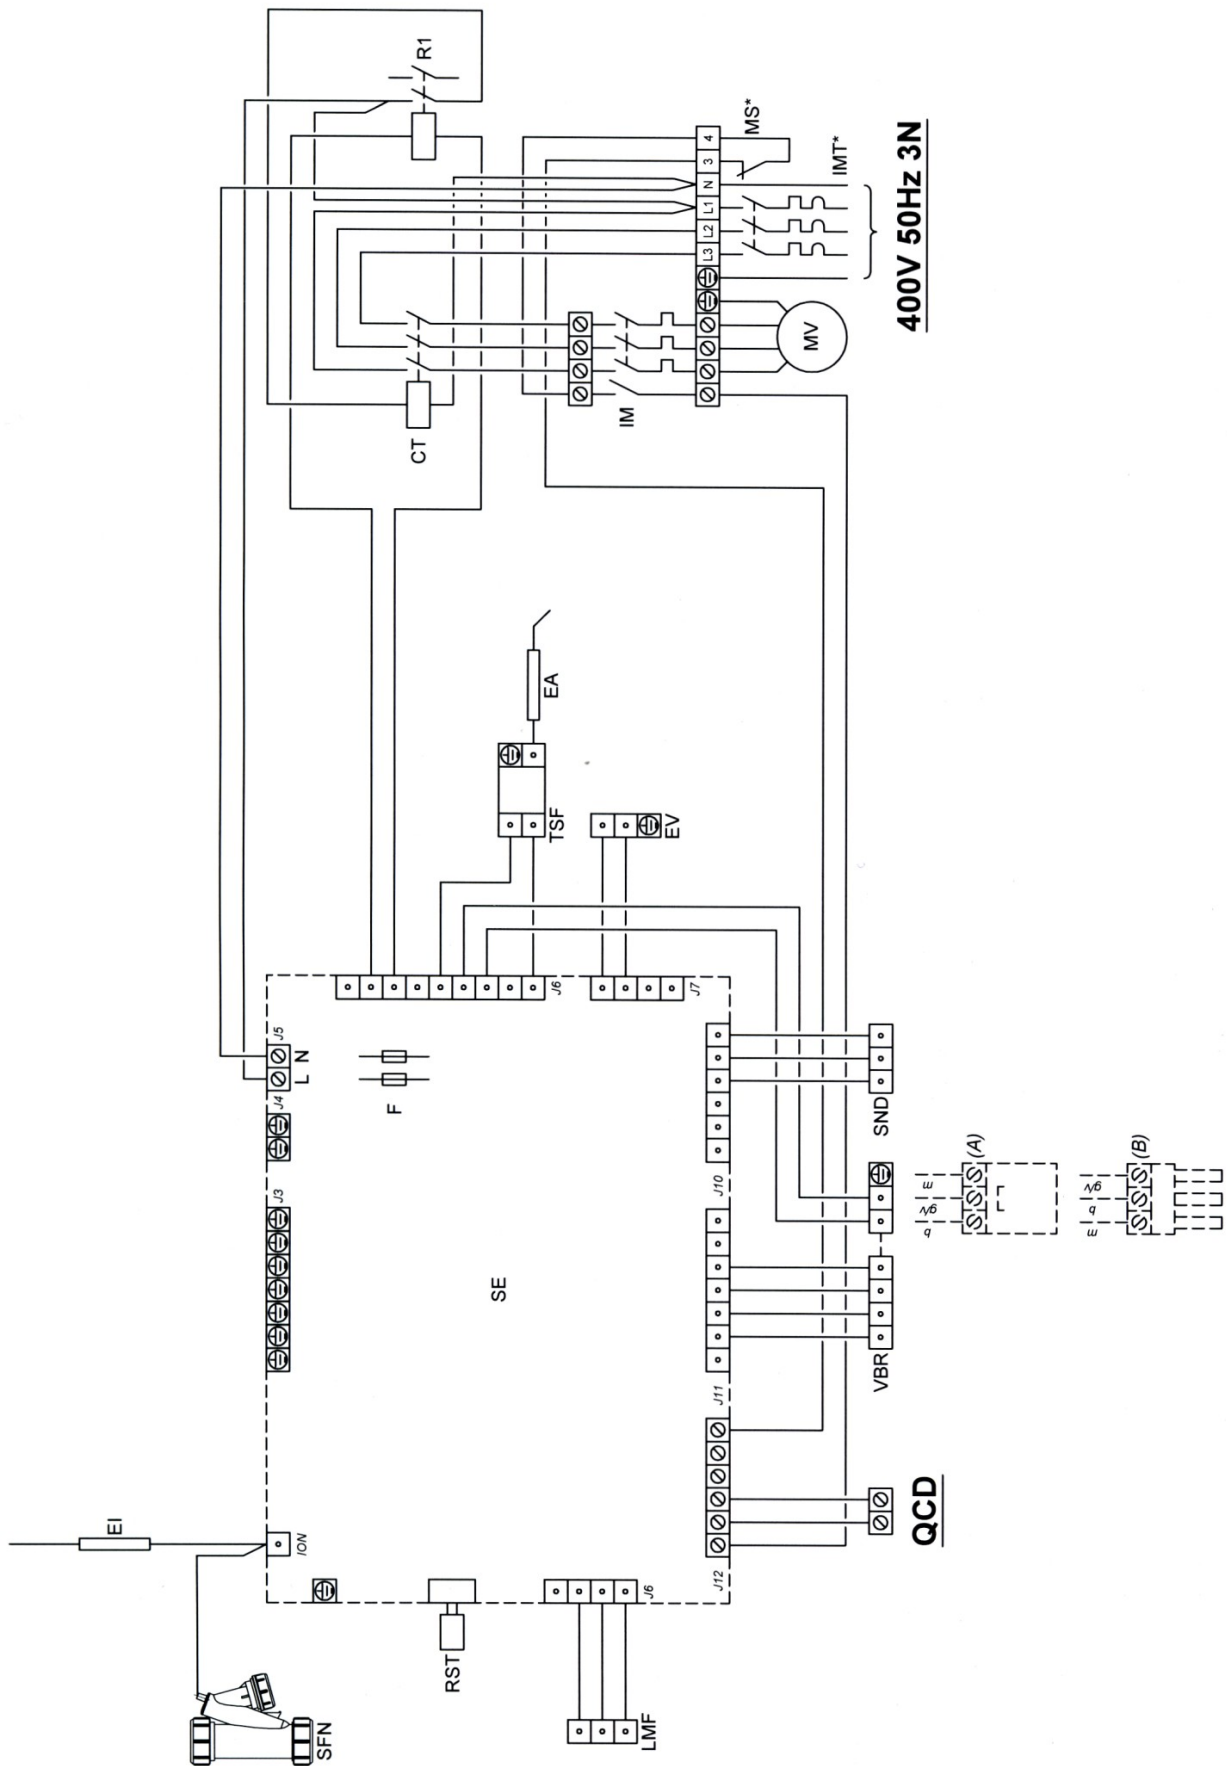 R1
MS*
IMT*
400V 50Hz 3N
4
3
N
L1
L2
L3
MV
CT
IM
EA
TSF
EV
J6
J7
J5
N
L
J4
F
J3
SE
J10
J11
J12
SND
VBR
QCD
(A)
b
g/v
m
(B)
m
b
g/v
EI
ION
RST
J6
LMF
SFN